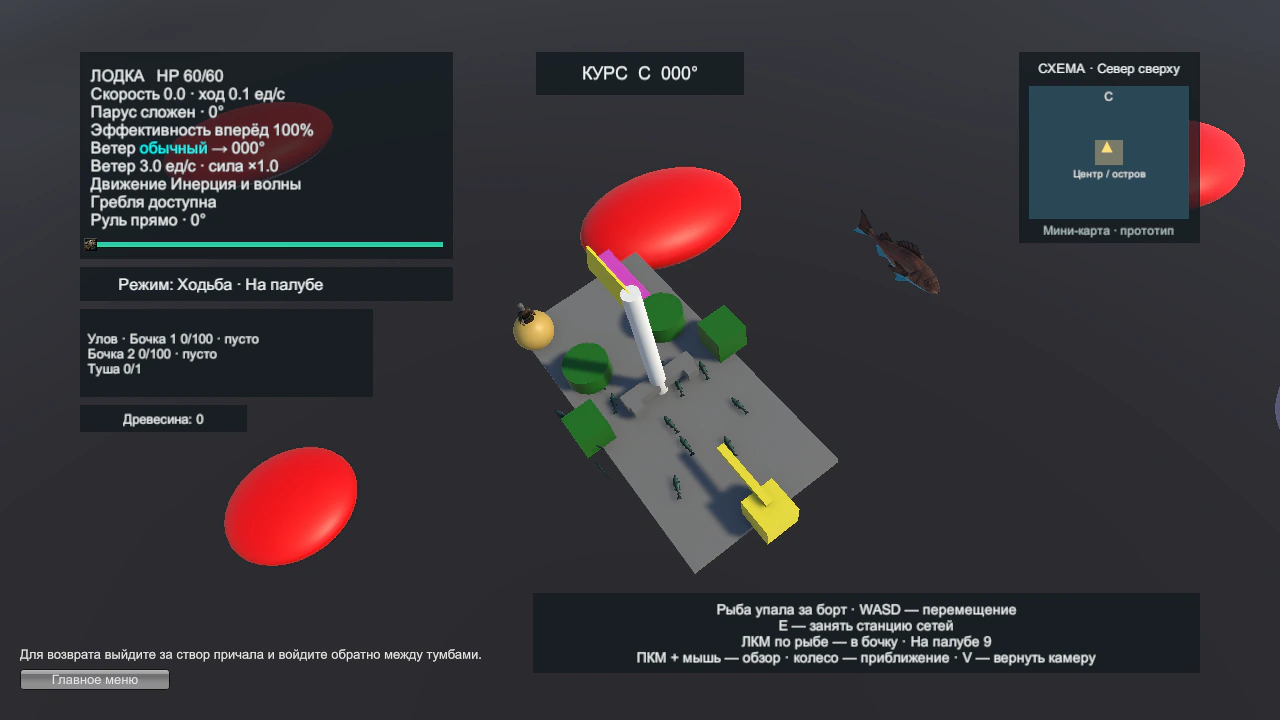 ЛОДКА HP 60/60
Скорость 0.0 · ход 0.1 ед/с
Парус сложен · 0°
Эффективность вперёд 100%
Ветер обычный → 000°
Ветер 3.0 ед/с · сила ×1.0
Движение Инерция и волны
Гребля доступна
Руль прямо · 0°
Режим: Ходьба · На палубе
Улов · Бочка 1 0/100 · пусто
Бочка 2 0/100 · пусто
Туша 0/1
Древесина: 0
КУРС С 000°
СХЕМА · Север сверху
С
Центр / остров
Мини-карта · прототип
Рыба упала за борт · WASD — перемещение
E — занять станцию сетей
ЛКМ по рыбе — в бочку · На палубе 9
ПКМ + мышь — обзор · колесо — приближение · V — вернуть камеру
Для возврата выйдите за створ причала и войдите обратно между тумбами.
Главное меню